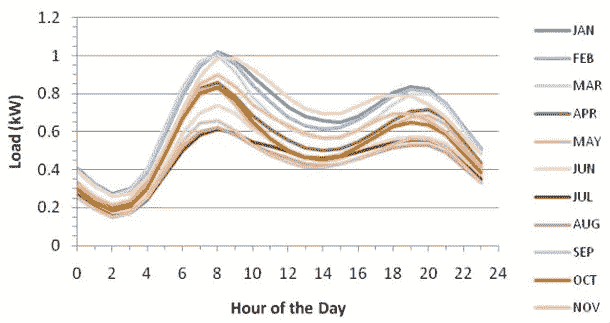 1.2
1
0.8
0.6
0.4
0.2
0
Load (kW)
0 2 4 6 8 10 12 14 16 18 20 22 24
Hour of the Day
JAN
FEB
MAR
APR
MAY
JUN
JUL
AUG
SEP
OCT
NOV